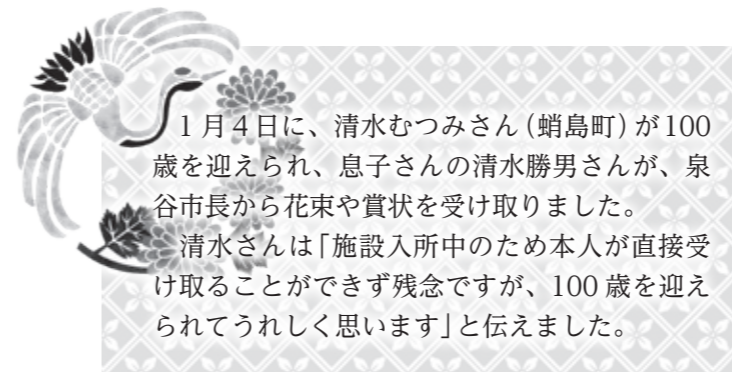 １月４日に、清水むつみさん（蛸島町）が100
歳を迎えられ、息子さんの清水勝男さんが、泉
谷市長から花束や賞状を受け取りました。
清水さんは「施設入所中のため本人が直接受
け取ることができず残念ですが、100 歳を迎え
られてうれしく思います」と伝えました。